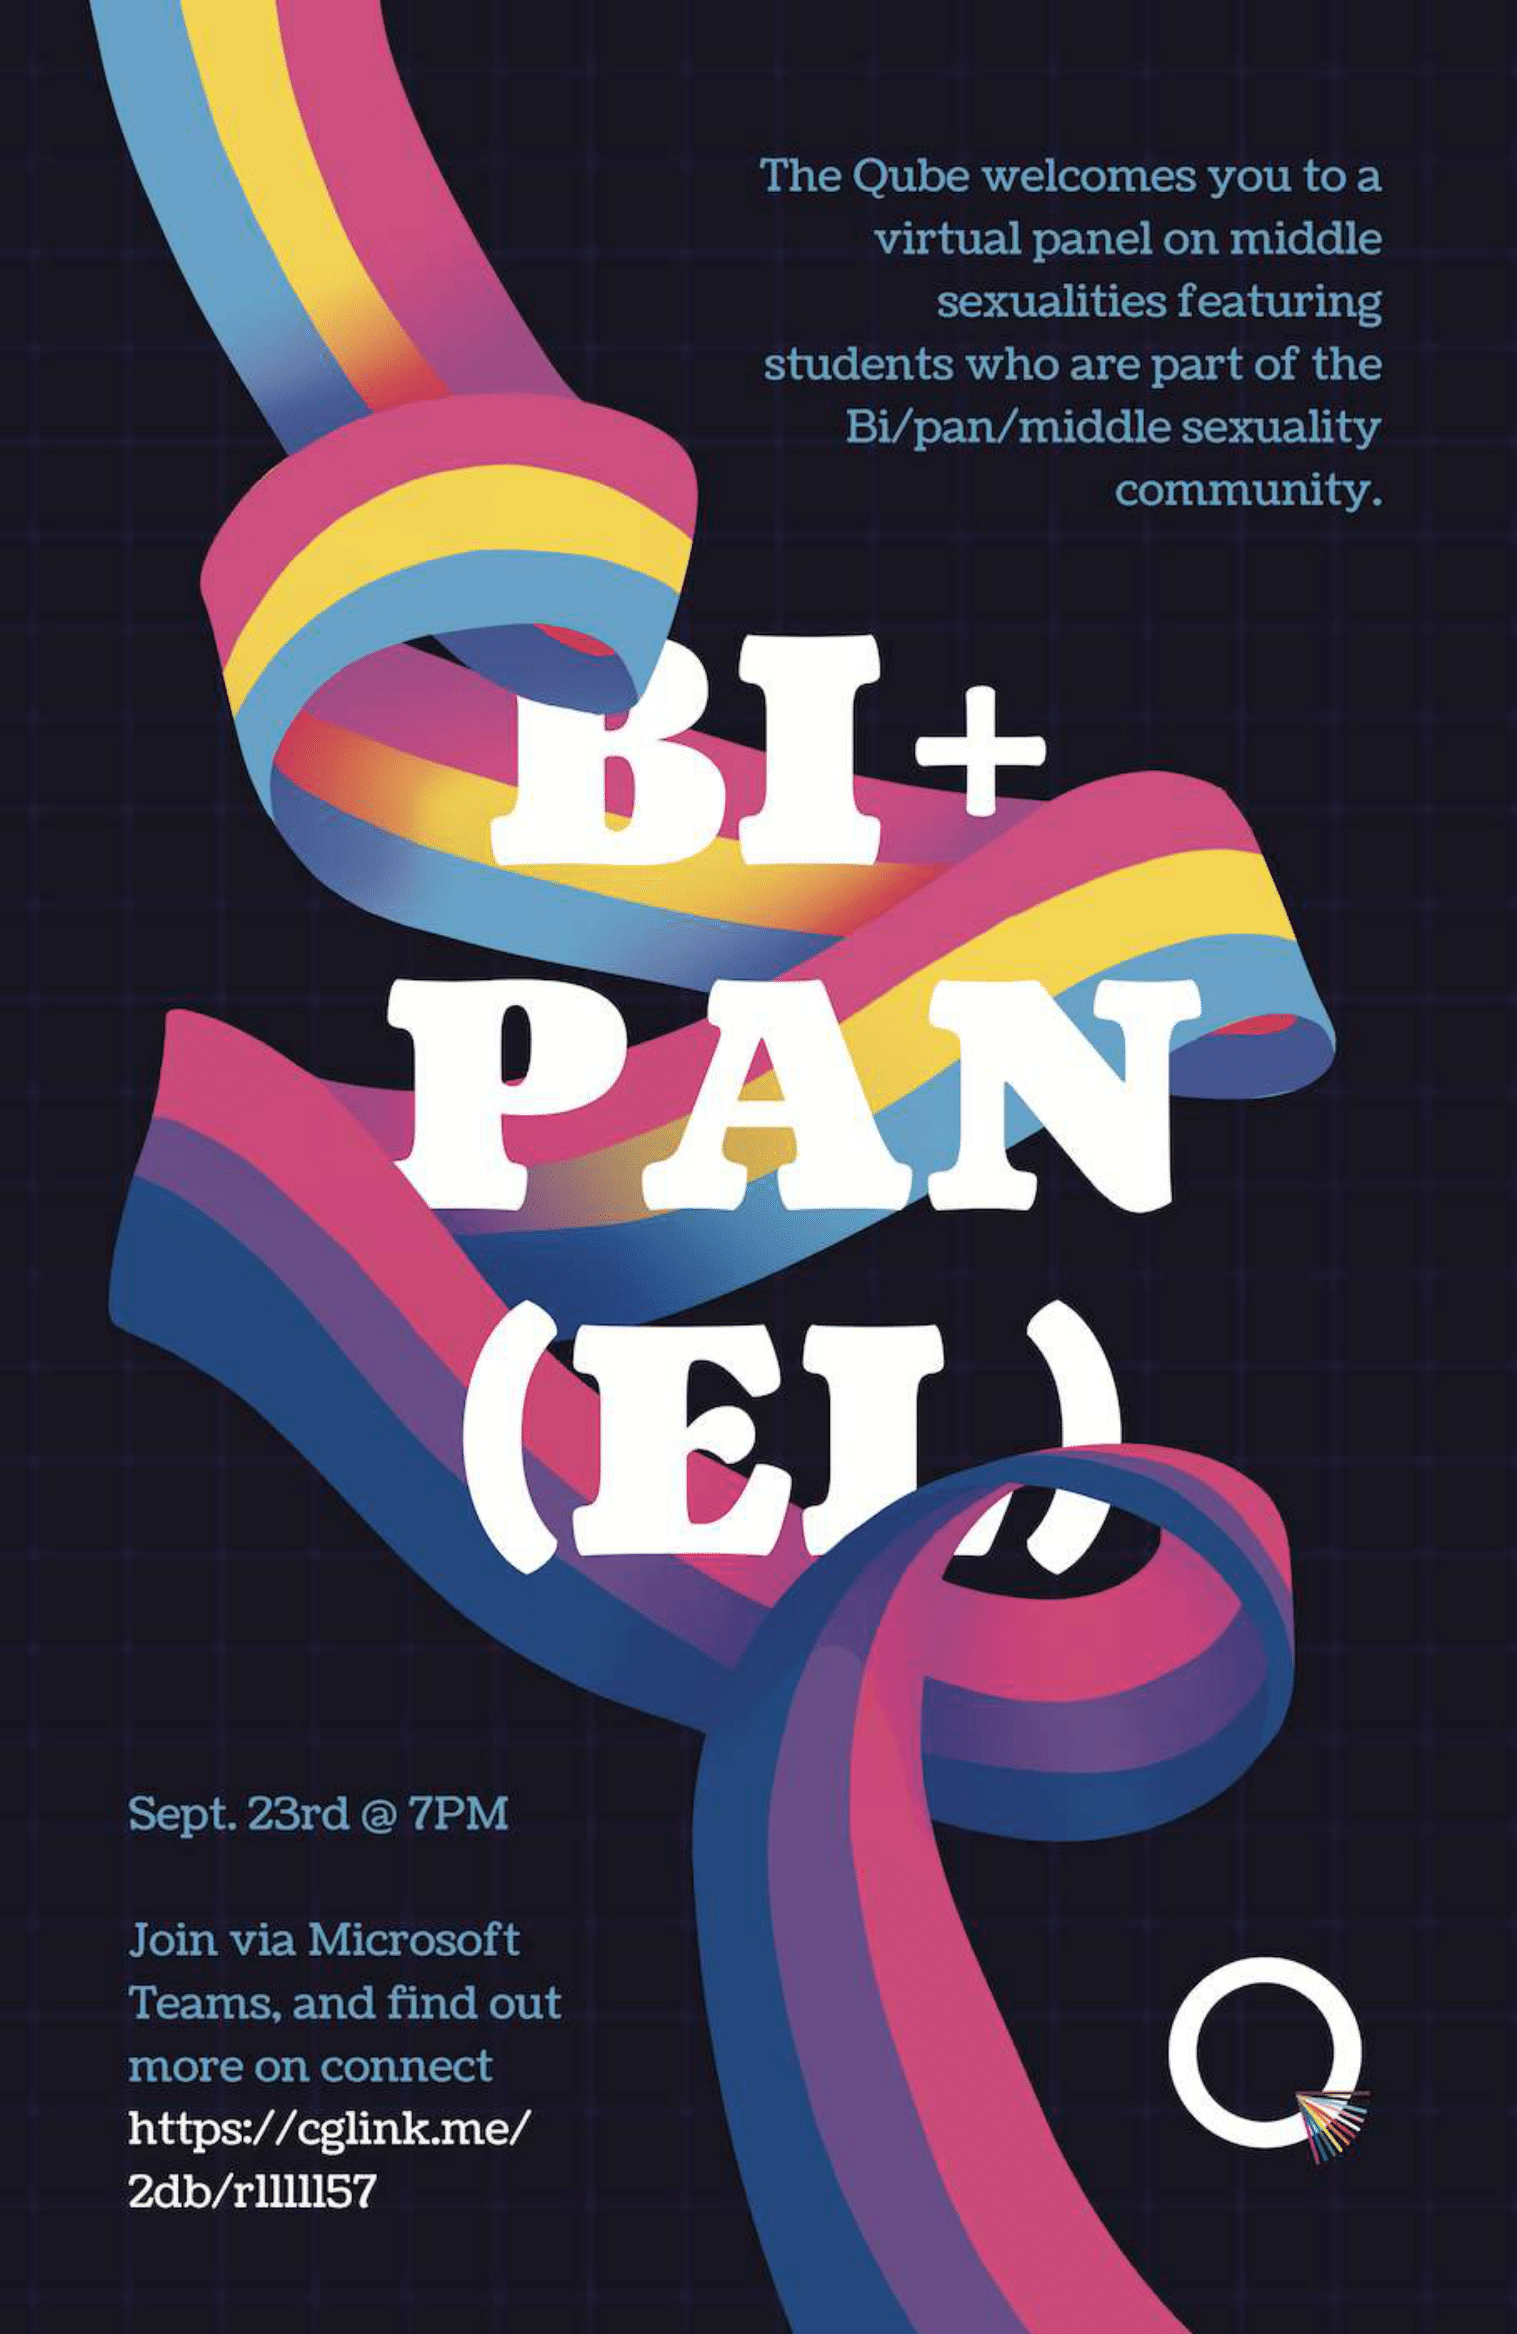 The Qube welcomes you to a
virtual panel on middle
sexualities featuring
students who are part of the
Bi/pan/middle sexuality
community.
BI+
PAN
(EL)
Sept. 23rd @ 7PM
Join via Microsoft
Teams, and find out
more on connect
https://cglink.me/
2db/r1111157